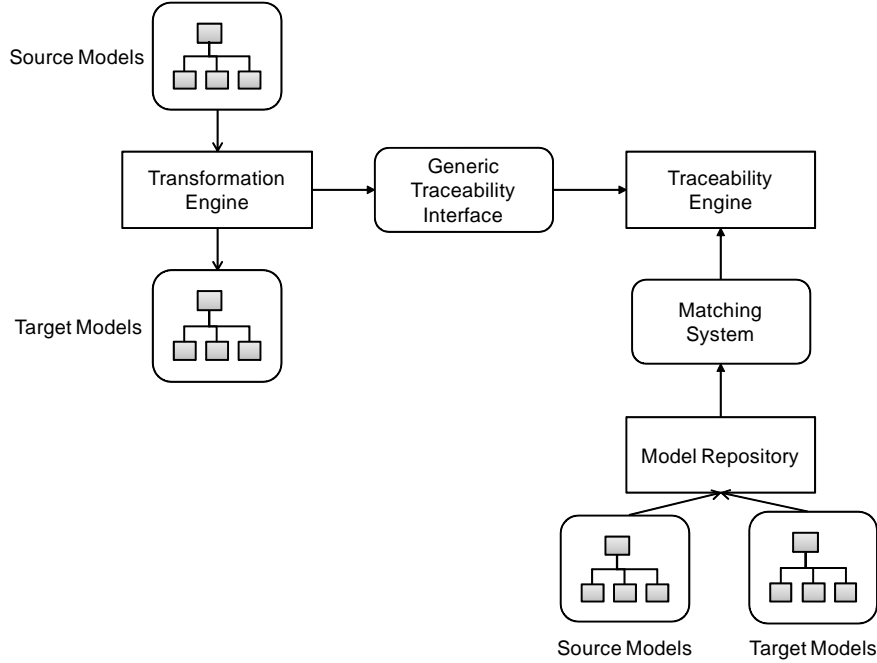 Source Models
Transformation
Engine
Generic
Traceability
Interface
Traceability
Engine
Target Models
Matching
System
Model Repository
Source Models
Target Models